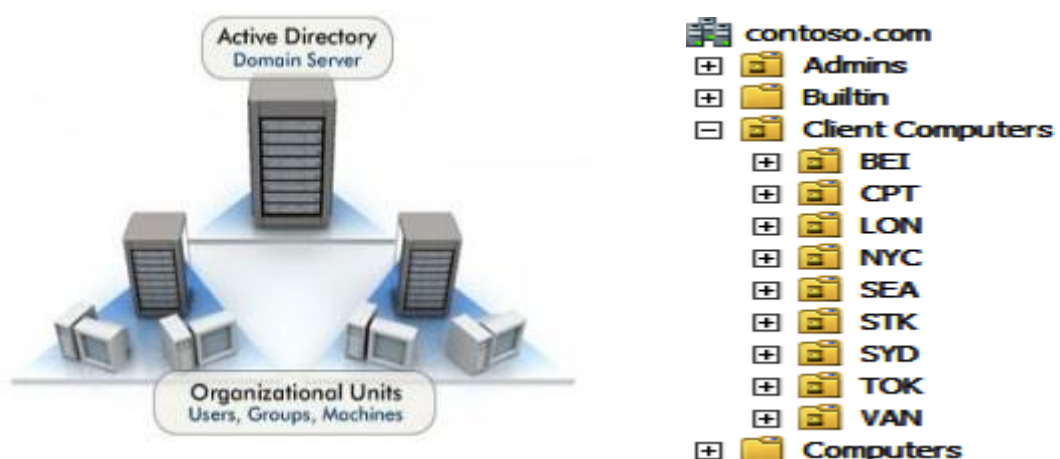 Active Directory
Domain Server
Organizational Units
Users, Groups, Machines
contoso.com
Admins
Builtin
Client Computers
BEI
CPT
LON
NYC
SEA
STK
SYD
TOK
VAN
Computers